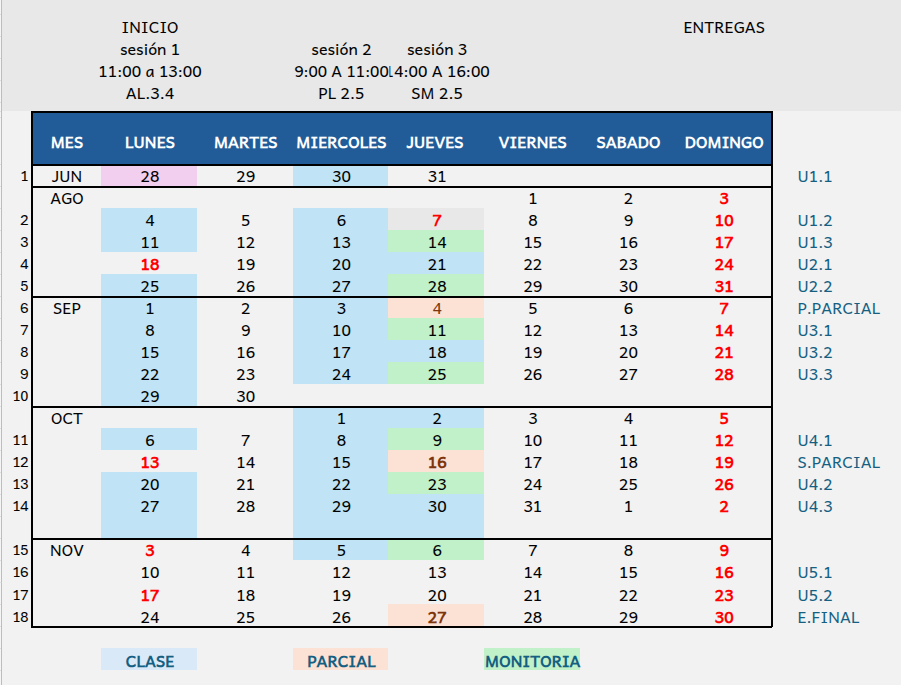 INICIO ENTREGAS
sesión 1 sesión 2 sesión 3
11:00 a 13:00 9:00 A 11:00 14:00 A 16:00
AL.3.4 PL 2.5 SM 2.5
MES LUNES MARTES MIERCOLES JUEVES VIERNES SABADO DOMINGO
1 JUN 28 29 30 31 U1.1
AGO 1 2 3
2 4 5 6 7 8 9 10 U1.2
3 11 12 13 14 15 16 17 U1.3
4 18 19 20 21 22 23 24 U2.1
5 25 26 27 28 29 30 31 U2.2
6 SEP 1 2 3 4 5 6 7 P.PARCIAL
7 8 9 10 11 12 13 14 U3.1
8 15 16 17 18 19 20 21 U3.2
9 22 23 24 25 26 27 28 U3.3
10 29 30
OCT 1 2 3 4 5
11 6 7 8 9 10 11 12 U4.1
12 13 14 15 16 17 18 19 S.PARCIAL
13 20 21 22 23 24 25 26 U4.2
14 27 28 29 30 31 1 2 U4.3
15 NOV 3 4 5 6 7 8 9
16 10 11 12 13 14 15 16 U5.1
17 17 18 19 20 21 22 23 U5.2
18 24 25 26 27 28 29 30 E.FINAL
CLASE PARCIAL MONITORIA